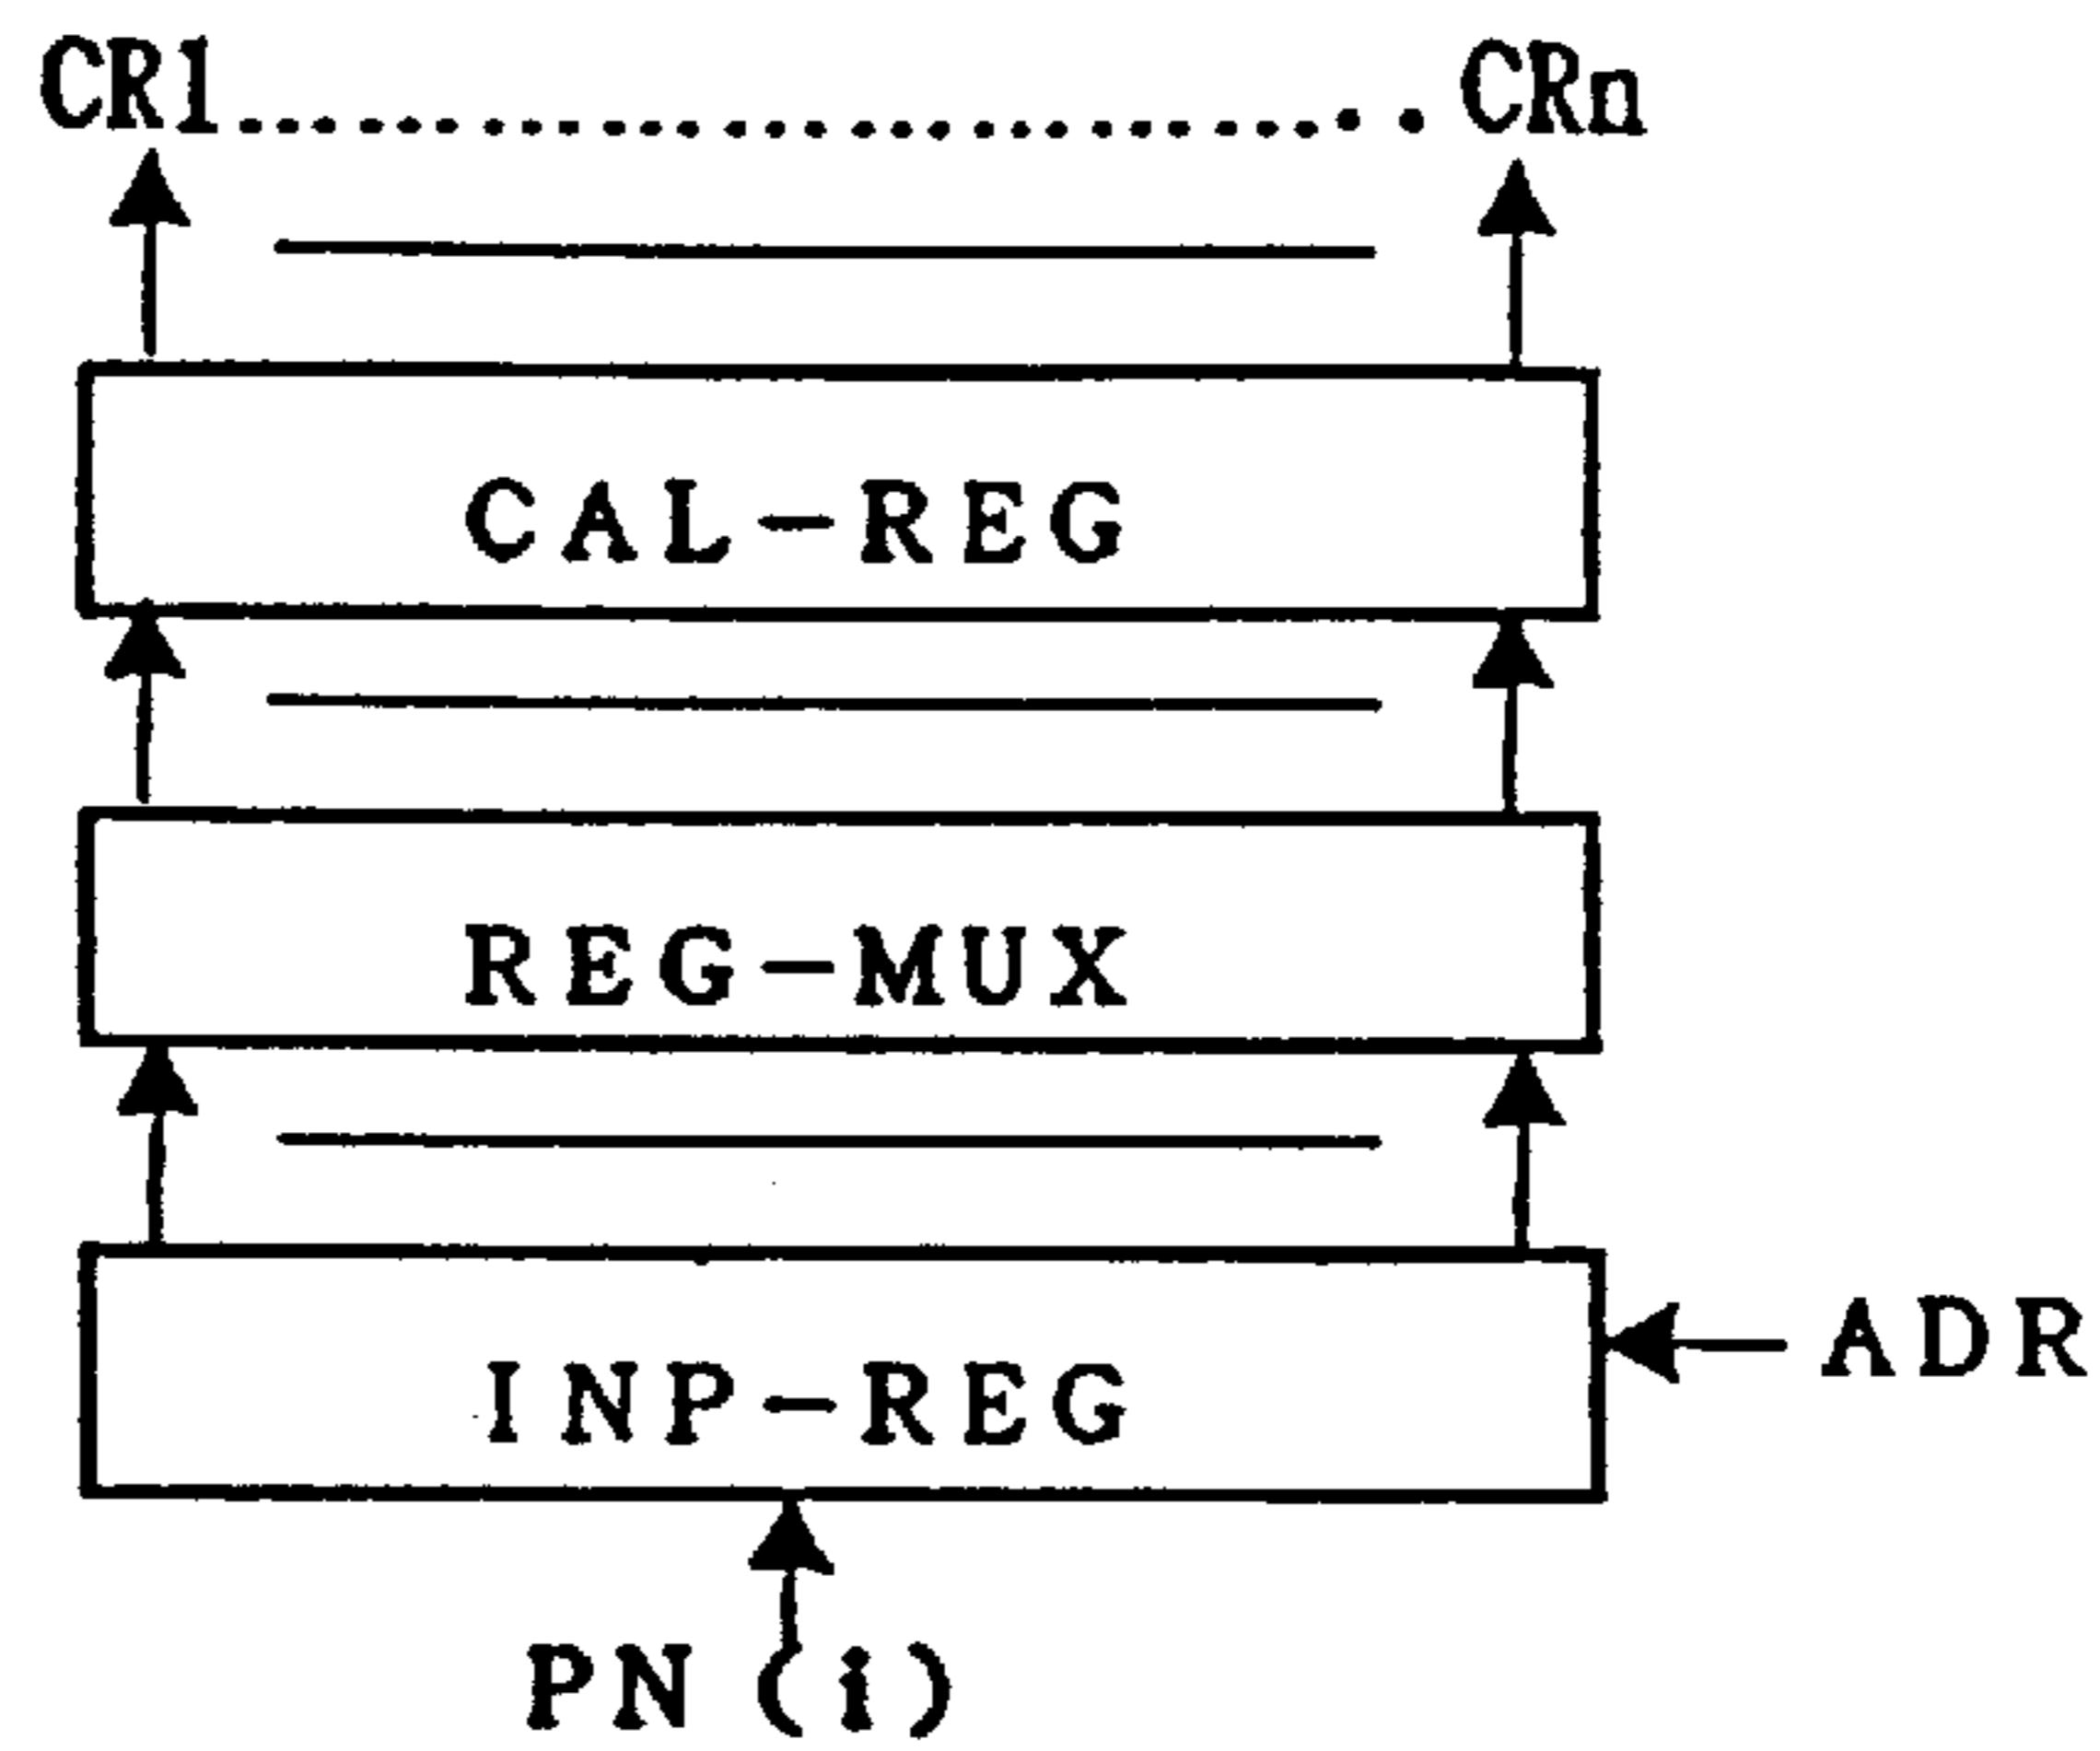 CR1.................................CRn
CAL-REG
REG-MUX
INP-REG
ADR
PN(i)